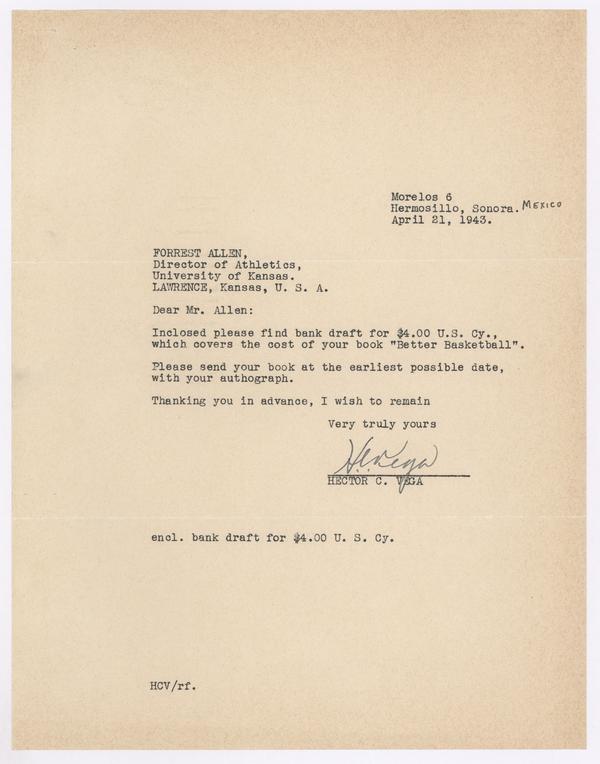 Morelos 6
Hermosillo, Sonora. Mexico
April 21, 1943.
FORREST ALLEN,
Director of Athletics,
University of Kansas.
LAWRENCE, Kansas, U. S. A.
Dear Mr. Allen:
Inclosed please find bank draft for $4.00 U.S. Cy.,
which covers the cost of your book "Better Basketball".
Please send your book at the earliest possible date,
with your autograph.
Thanking you in advance, I wish to remain
Very truly yours
H.C. Vega
HECTOR C. VEGA
encl. bank draft for $4.00 U. S. Cy.
HCV/rf.